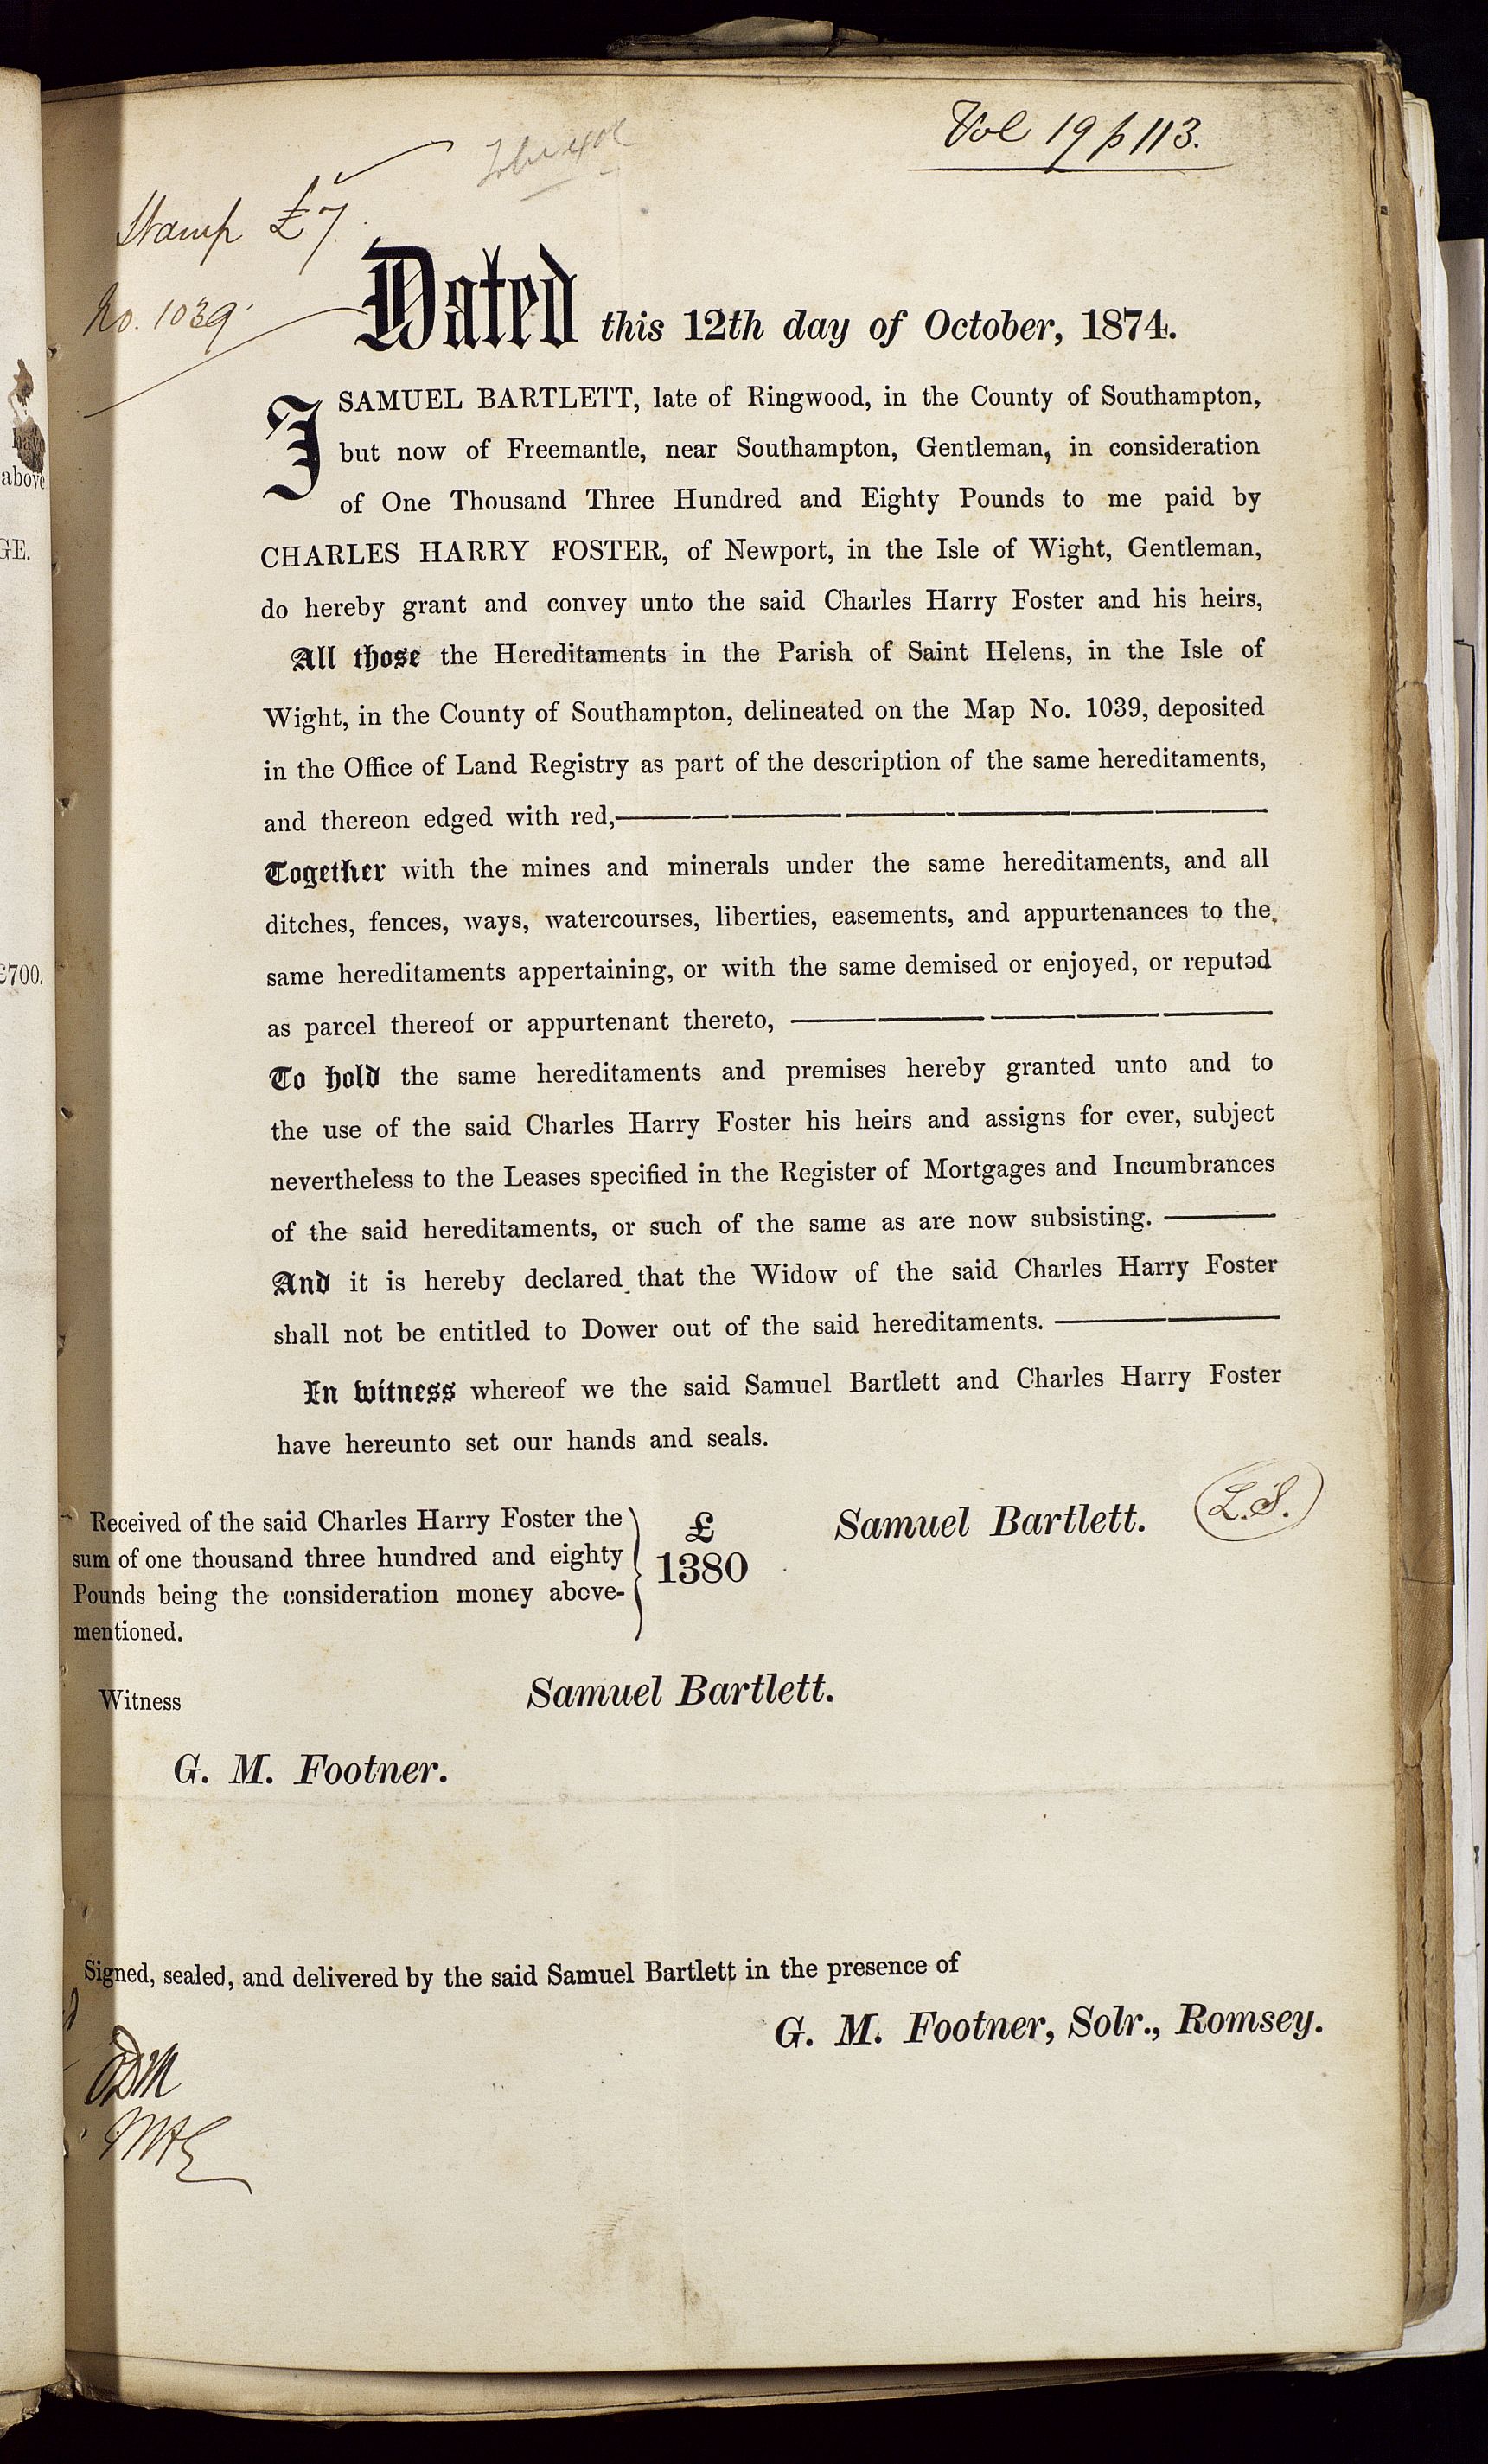 Vol 19 p 113.
Stamp £7.
No. 1039
Dated this 12th day of October, 1874.
I SAMUEL BARTLETT, late of Ringwood, in the County of Southampton,
but now of Freemantle, near Southampton, Gentleman, in consideration
of One Thousand Three Hundred and Eighty Pounds to me paid by
CHARLES HARRY FOSTER, of Newport, in the Isle of Wight, Gentleman,
do hereby grant and convey unto the said Charles Harry Foster and his heirs,
All those the Hereditaments in the Parish of Saint Helens, in the Isle of
Wight, in the County of Southampton, delineated on the Map No. 1039, deposited
in the Office of Land Registry as part of the description of the same hereditaments,
and thereon edged with red,
Together with the mines and minerals under the same hereditaments, and all
ditches, fences, ways, watercourses, liberties, easements, and appurtenances to the
same hereditaments appertaining, or with the same demised or enjoyed, or reputed
as parcel thereof or appurtenant thereto,
To hold the same hereditaments and premises hereby granted unto and to
the use of the said Charles Harry Foster his heirs and assigns for ever, subject
nevertheless to the Leases specified in the Register of Mortgages and Incumbrances
of the said hereditaments, or such of the same as are now subsisting.
And it is hereby declared that the Widow of the said Charles Harry Foster
shall not be entitled to Dower out of the said hereditaments.
In witness whereof we the said Samuel Bartlett and Charles Harry Foster
have hereunto set our hands and seals.
Samuel Bartlett. L.S.
Received of the said Charles Harry Foster the
sum of one thousand three hundred and eighty
Pounds being the consideration money above-
mentioned.
£
1380
Samuel Bartlett.
Witness
G. M. Footner.
Signed, sealed, and delivered by the said Samuel Bartlett in the presence of
G. M. Footner, Solr., Romsey.
have
above
GE.
£700.